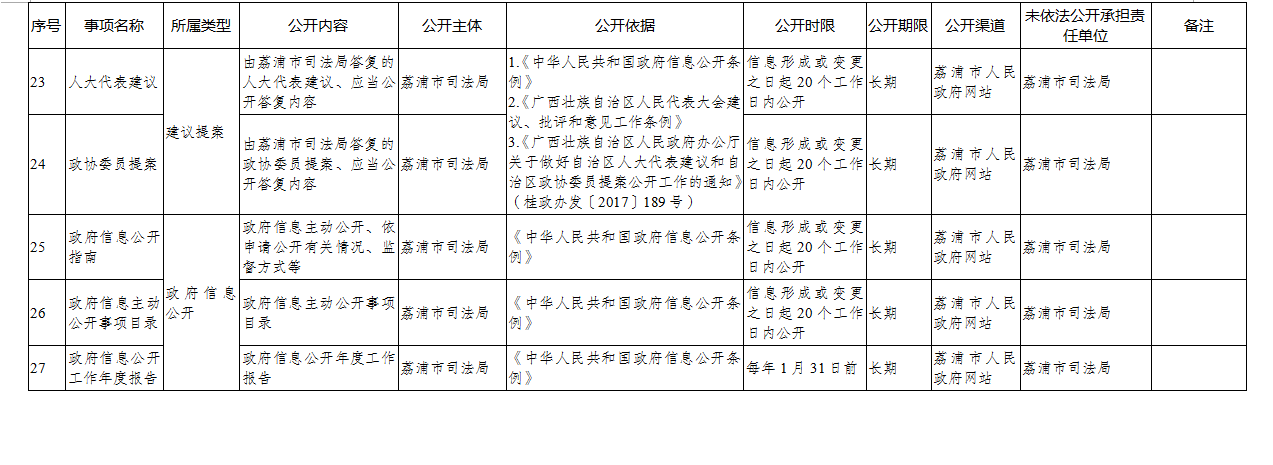 序号
事项名称
所属类型
公开内容
公开主体
公开依据
公开时限
公开期限
公开渠道
未依法公开承担责
任单位
备注
23
人大代表建议
建议提案
由荔浦市司法局答复的
人大代表建议、应当公
开答复内容
荔浦市司法局
1.《中华人民共和国政府信息公开条
例》
2.《广西壮族自治区人民代表大会建
议、批评和意见工作条例》
3.《广西壮族自治区人民政府办公厅
关于做好自治区人大代表建议和自
治区政协委员提案公开工作的通知》
（桂政办发〔2017〕189号）
信息形成或变更
之日起20个工作
日内公开
长期
荔浦市人民
政府网站
荔浦市司法局
24
政协委员提案
由荔浦市司法局答复的
政协委员提案、应当公
开答复内容
荔浦市司法局
信息形成或变更
之日起20个工作
日内公开
长期
荔浦市人民
政府网站
荔浦市司法局
25
政府信息公开
指南
政府信息
公开
政府信息主动公开、依
申请公开有关情况、监
督方式等
荔浦市司法局
《中华人民共和国政府信息公开条
例》
信息形成或变更
之日起20个工作
日内公开
长期
荔浦市人民
政府网站
荔浦市司法局
26
政府信息主动
公开事项目录
政府信息主动公开事项
目录
荔浦市司法局
《中华人民共和国政府信息公开条
例》
信息形成或变更
之日起20个工作
日内公开
长期
荔浦市人民
政府网站
荔浦市司法局
27
政府信息公开
工作年度报告
政府信息公开年度工作
报告
荔浦市司法局
《中华人民共和国政府信息公开条
例》
每年1月31日前
长期
荔浦市人民
政府网站
荔浦市司法局